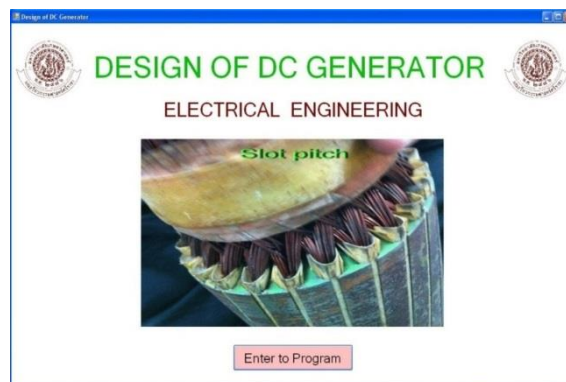 Design of DC Generator
DESIGN OF DC GENERATOR
ELECTRICAL ENGINEERING
Slot pitch
Enter to Program